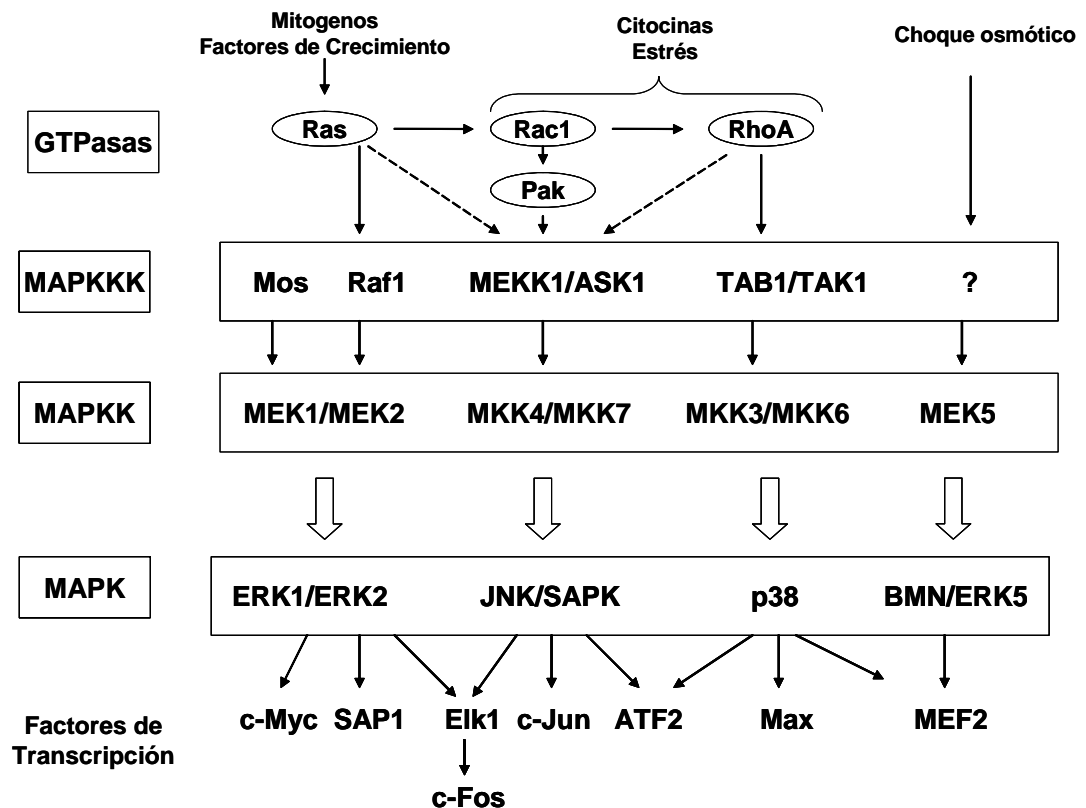 Mitogenos
Factores de Crecimiento
Citocinas
Estrés
Choque osmótico
GTPasas
Ras
Rac1
RhoA
Pak
MAPKKK
Mos
Raf1
MEKK1/ASK1
TAB1/TAK1
?
MAPKK
MEK1/MEK2
MKK4/MKK7
MKK3/MKK6
MEK5
MAPK
ERK1/ERK2
JNK/SAPK
p38
BMN/ERK5
Factores de
Transcripción
c-Myc
SAP1
Elk1
c-Jun
ATF2
Max
MEF2
c-Fos